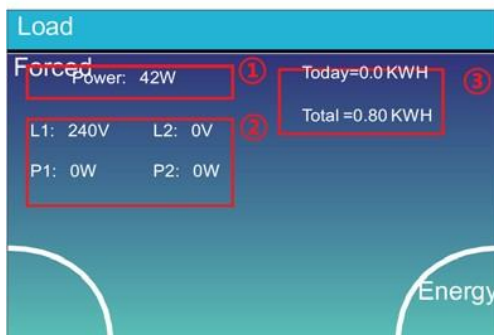 Load
Forced
Power: 42W
①
Today=0.0 KWH
③
Total =0.80 KWH
L1: 240V L2: 0V
②
P1: 0W P2: 0W
Energy